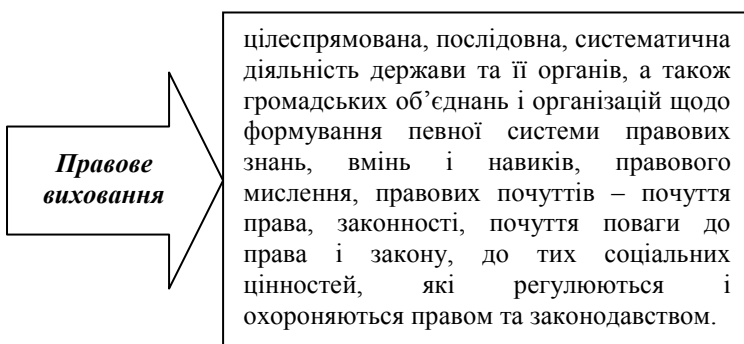 Правове
виховання
цілеспрямована, послідовна, систематична
діяльність держави та її органів, а також
громадських об’єднань і організацій щодо
формування певної системи правових
знань, вмінь і навиків, правового
мислення, правових почуттів – почуття
права, законності, почуття поваги до
права і закону, до тих соціальних
цінностей, які регулюються і
охороняються правом та законодавством.